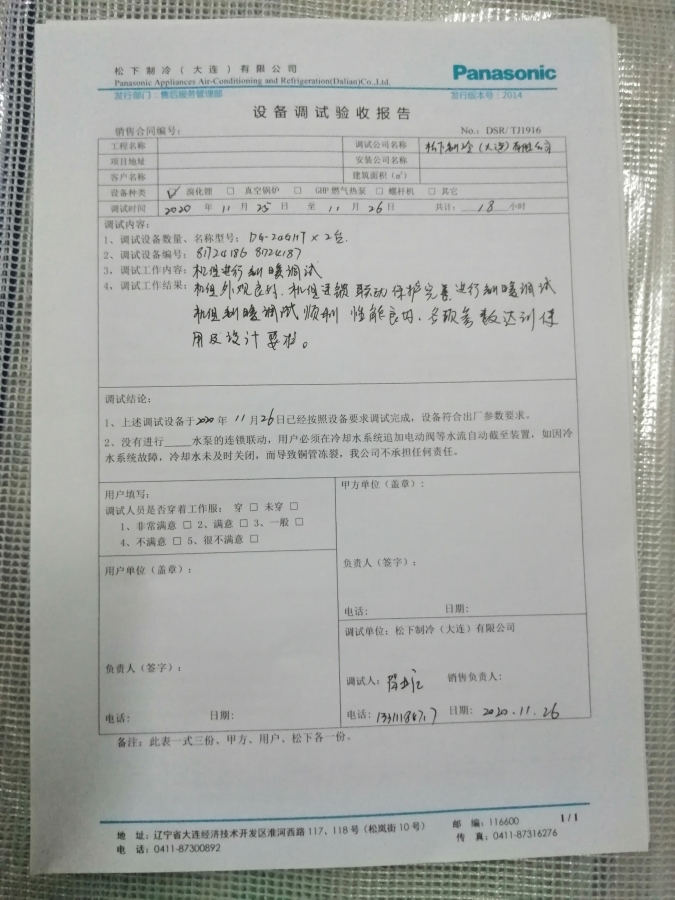 松下制冷（大连）有限公司
Panasonic Appliances Air-Conditioning and Refrigeration(Dalian)Co.,Ltd.
Panasonic
发行部门：售后服务管理部
发行版本号：2014
设备调试验收报告
销售合同编号：
No.：DSR/TJ1916
工程名称
调试公司名称 松下制冷（大连）有限公司
项目地址
安装公司名称
客户名称
建筑面积（㎡）
设备种类 ☑ 溴化锂 □ 真空锅炉 □ GHP 燃气热泵 □ 螺杆机 □ 其它
调试时间 2020 年 11 月 25 日 至 11 月 26 日 共计：18 小时
调试内容：
1、调试设备数量、名称型号： × 2台
2、调试设备编号：81724186 81724187
3、调试工作内容：机组进行制暖调试
4、调试工作结果：机组外观良好．机组连锁联动保护完善进行制暖调试
机组制暖调试顺利 性能良好．各项参数达到使
用及设计要求。
调试结论：
1、上述调试设备于2020年 11 月26日已经按照设备要求调试完成，设备符合出厂参数要求。
2、没有进行_____水泵的连锁联动，用户必须在冷却水系统追加电动阀等水流自动截至装置，如因冷
水系统故障，冷却水未及时关闭，而导致铜管冻裂，我公司不承担任何责任。
用户填写：
调试人员是否穿着工作服： 穿 □ 未穿 □
1、非常满意 □ 2、满意 □ 3、一般 □
4、不满意 □ 5、很不满意 □
甲方单位（盖章）：
负责人（签字）：
电话： 日期：
用户单位（盖章）：
负责人（签字）：
电话： 日期：
调试单位：松下制冷（大连）有限公司
调试人： 销售负责人：
电话： 日期：2020.11.26
备注：此表一式三份、甲方、用户、松下各一份。
1/1
地 址：辽宁省大连经济技术开发区淮河西路 117、118 号（松岚街 10 号）
邮 编：116600
电 话：0411-87300892
传 真：0411-87316276